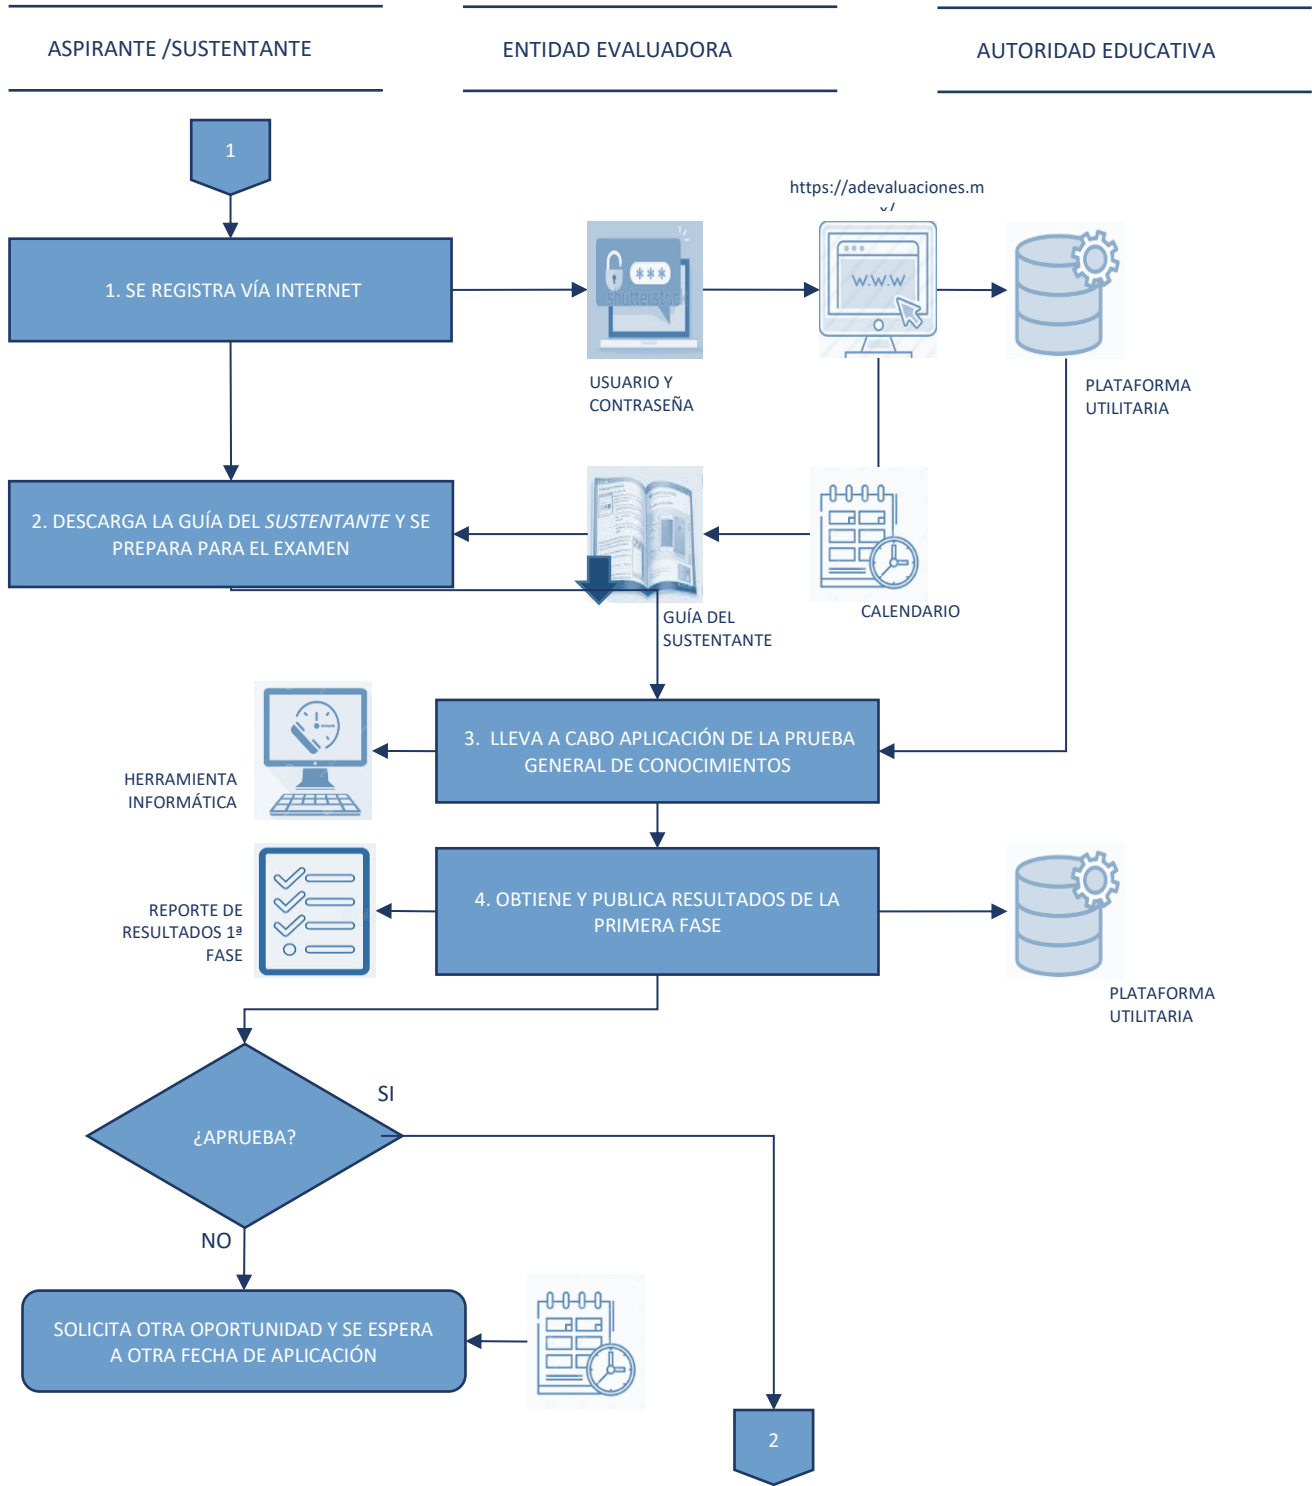 ASPIRANTE /SUSTENTANTE
ENTIDAD EVALUADORA
AUTORIDAD EDUCATIVA
1
https://adevaluaciones.m
x/
1. SE REGISTRA VÍA INTERNET
***
shutterstock
W.W.W
USUARIO Y
CONTRASEÑA
PLATAFORMA
UTILITARIA
2. DESCARGA LA GUÍA DEL SUSTENTANTE Y SE
PREPARA PARA EL EXAMEN
GUÍA DEL
SUSTENTANTE
CALENDARIO
3.  LLEVA A CABO APLICACIÓN DE LA PRUEBA
GENERAL DE CONOCIMIENTOS
HERRAMIENTA
INFORMÁTICA
4. OBTIENE Y PUBLICA RESULTADOS DE LA
PRIMERA FASE
REPORTE DE
RESULTADOS 1ª
FASE
PLATAFORMA
UTILITARIA
SI
¿APRUEBA?
NO
SOLICITA OTRA OPORTUNIDAD Y SE ESPERA
A OTRA FECHA DE APLICACIÓN
2